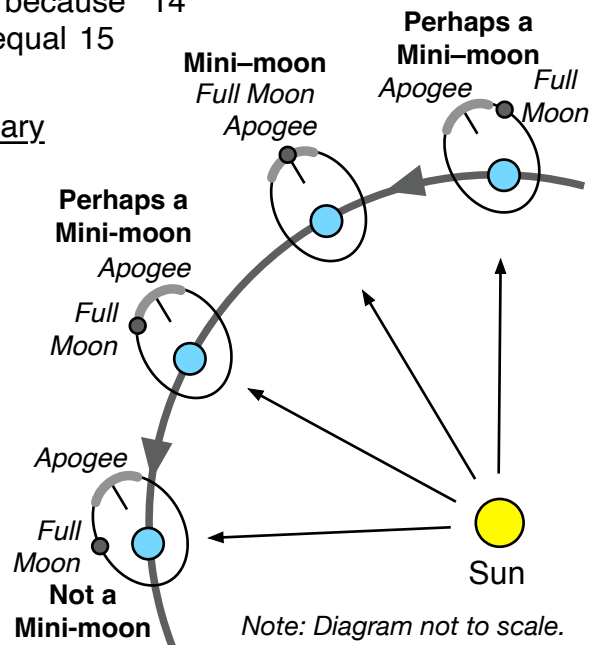 because 14
equal 15
ary
Perhaps a
Mini–moon
Apogee
Full
Moon
Mini–moon
Full Moon
Apogee
Perhaps a
Mini-moon
Apogee
Full
Moon
Apogee
Full
Moon
Not a
Mini-moon
Sun
Note: Diagram not to scale.